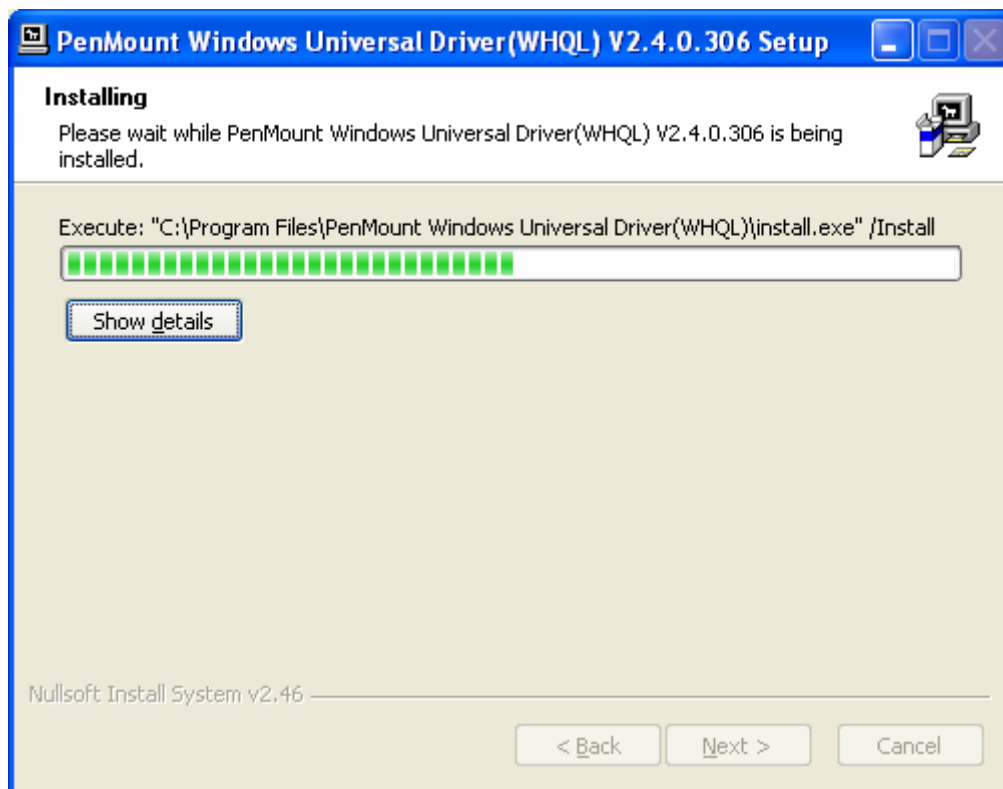 PenMount Windows Universal Driver(WHQL) V2.4.0.306 Setup
Installing
Please wait while PenMount Windows Universal Driver(WHQL) V2.4.0.306 is being
installed.
Execute: "C:\Program Files\PenMount Windows Universal Driver(WHQL)\install.exe" /Install
Show details
Nullsoft Install System v2.46
< Back Next > Cancel